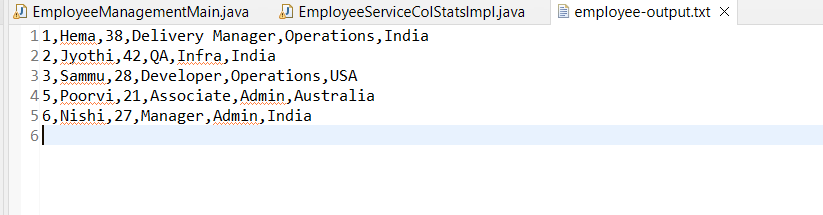 EmployeeManagementMain.java EmployeeServiceColStatsImpl.java employee-output.txt
1 1,Hema,38,Delivery Manager,Operations,India
2 2,Jyothi,42,QA,Infra,India
3 3,Sammu,28,Developer,Operations,USA
4 5,Poorvi,21,Associate,Admin,Australia
5 6,Nishi,27,Manager,Admin,India
6